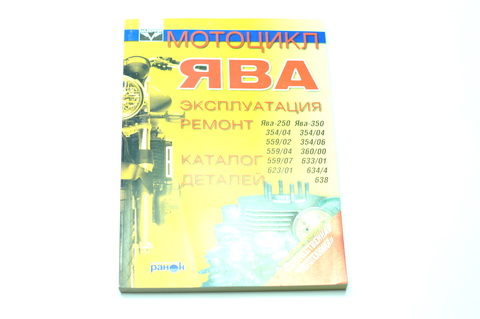 МОТОЦИКЛ
ЯВА
ЭКСПЛУАТАЦИЯ
РЕМОНТ
Ява-250 Ява-350
354/04 354/04
559/02 354/06
559/04 360/00
559/07 633/01
623/01 634/4
638
КАТАЛОГ
ДЕТАЛЕЙ
ранок